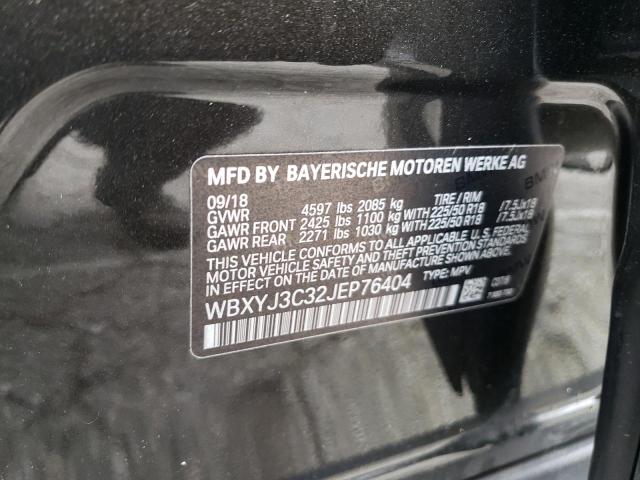 MFD BY BAYERISCHE MOTOREN WERKE AG
09/18 TIRE / RIM
GVWR 4597 lbs 2085 kg
GAWR FRONT 2425 lbs 1100 kg WITH 225/50 R18 /7.5Jx18
GAWR REAR 2271 lbs 1030 kg WITH 225/50 R18 /7.5Jx18
THIS VEHICLE CONFORMS TO ALL APPLICABLE U.S. FEDERAL
MOTOR VEHICLE SAFETY, BUMPER, AND THEFT PREVENTION STANDARDS
IN EFFECT ON THE DATE OF MANUFACTURE SHOWN ABOVE.
WBXYJ3C32JEP76404 TYPE: MPV